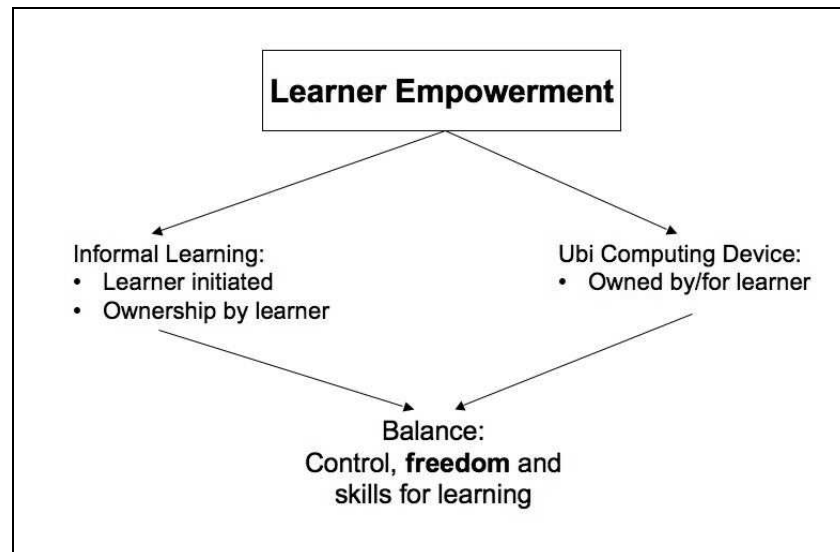 Learner Empowerment
Informal Learning:
• Learner initiated
• Ownership by learner
Ubi Computing Device:
• Owned by/for learner
Balance:
Control, freedom and
skills for learning